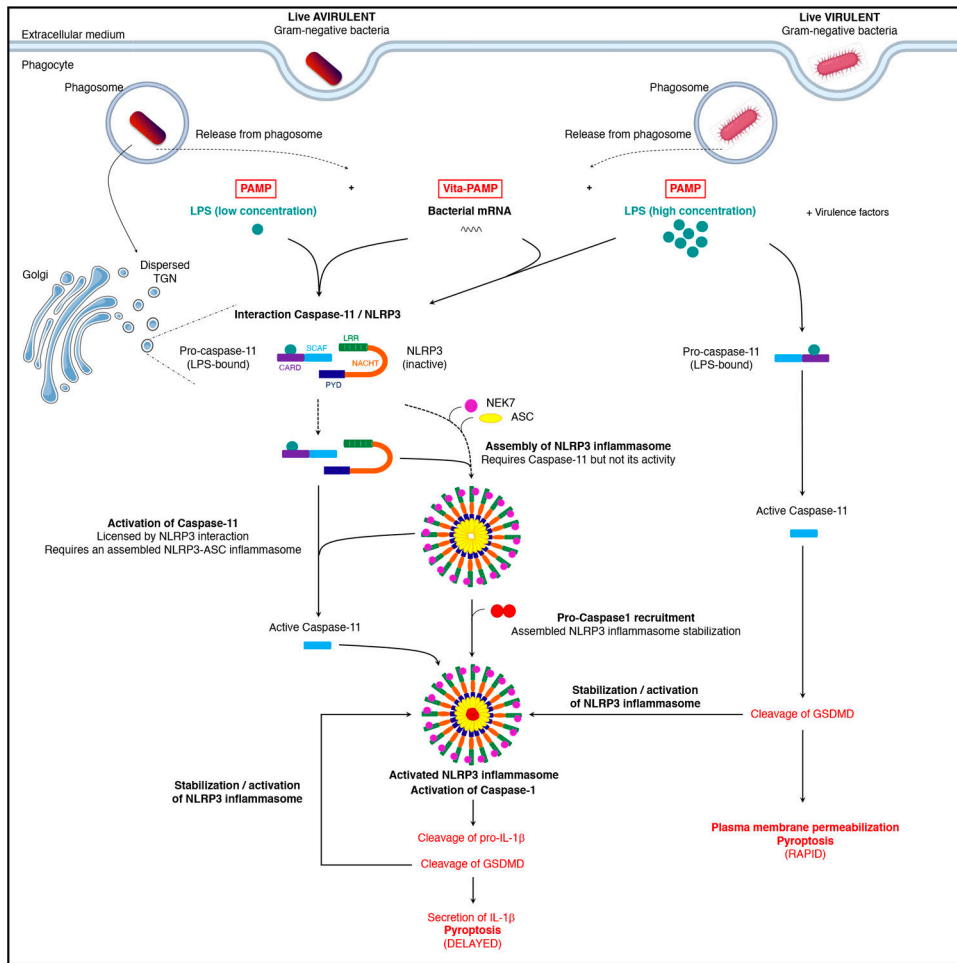 Live AVIRULENT
Gram-negative bacteria
Live VIRULENT
Gram-negative bacteria
Extracellular medium
Phagocyte
Phagosome
Phagosome
Release from phagosome
Release from phagosome
PAMP
+
Vita-PAMP
+
PAMP
LPS (low concentration)
Bacterial mRNA
LPS (high concentration)
+ Virulence factors
Golgi
Dispersed
TGN
Interaction Caspase-11 / NLRP3
Pro-caspase-11
(LPS-bound)
SCAF
CARD
LRR
NACHT
PYD
NLRP3
(inactive)
Pro-caspase-11
(LPS-bound)
NEK7
ASC
Assembly of NLRP3 inflammasome
Requires Caspase-11 but not its activity
Activation of Caspase-11
Licensed by NLRP3 interaction
Requires an assembled NLRP3-ASC inflammasome
Active Caspase-11
Pro-Caspase1 recruitment
Assembled NLRP3 inflammasome stabilization
Active Caspase-11
Stabilization / activation
of NLRP3 inflammasome
Cleavage of GSDMD
Activated NLRP3 inflammasome
Activation of Caspase-1
Stabilization / activation
of NLRP3 inflammasome
Cleavage of pro-IL-1β
Cleavage of GSDMD
Plasma membrane permeabilization
Pyroptosis
(RAPID)
Secretion of IL-1β
Pyroptosis
(DELAYED)